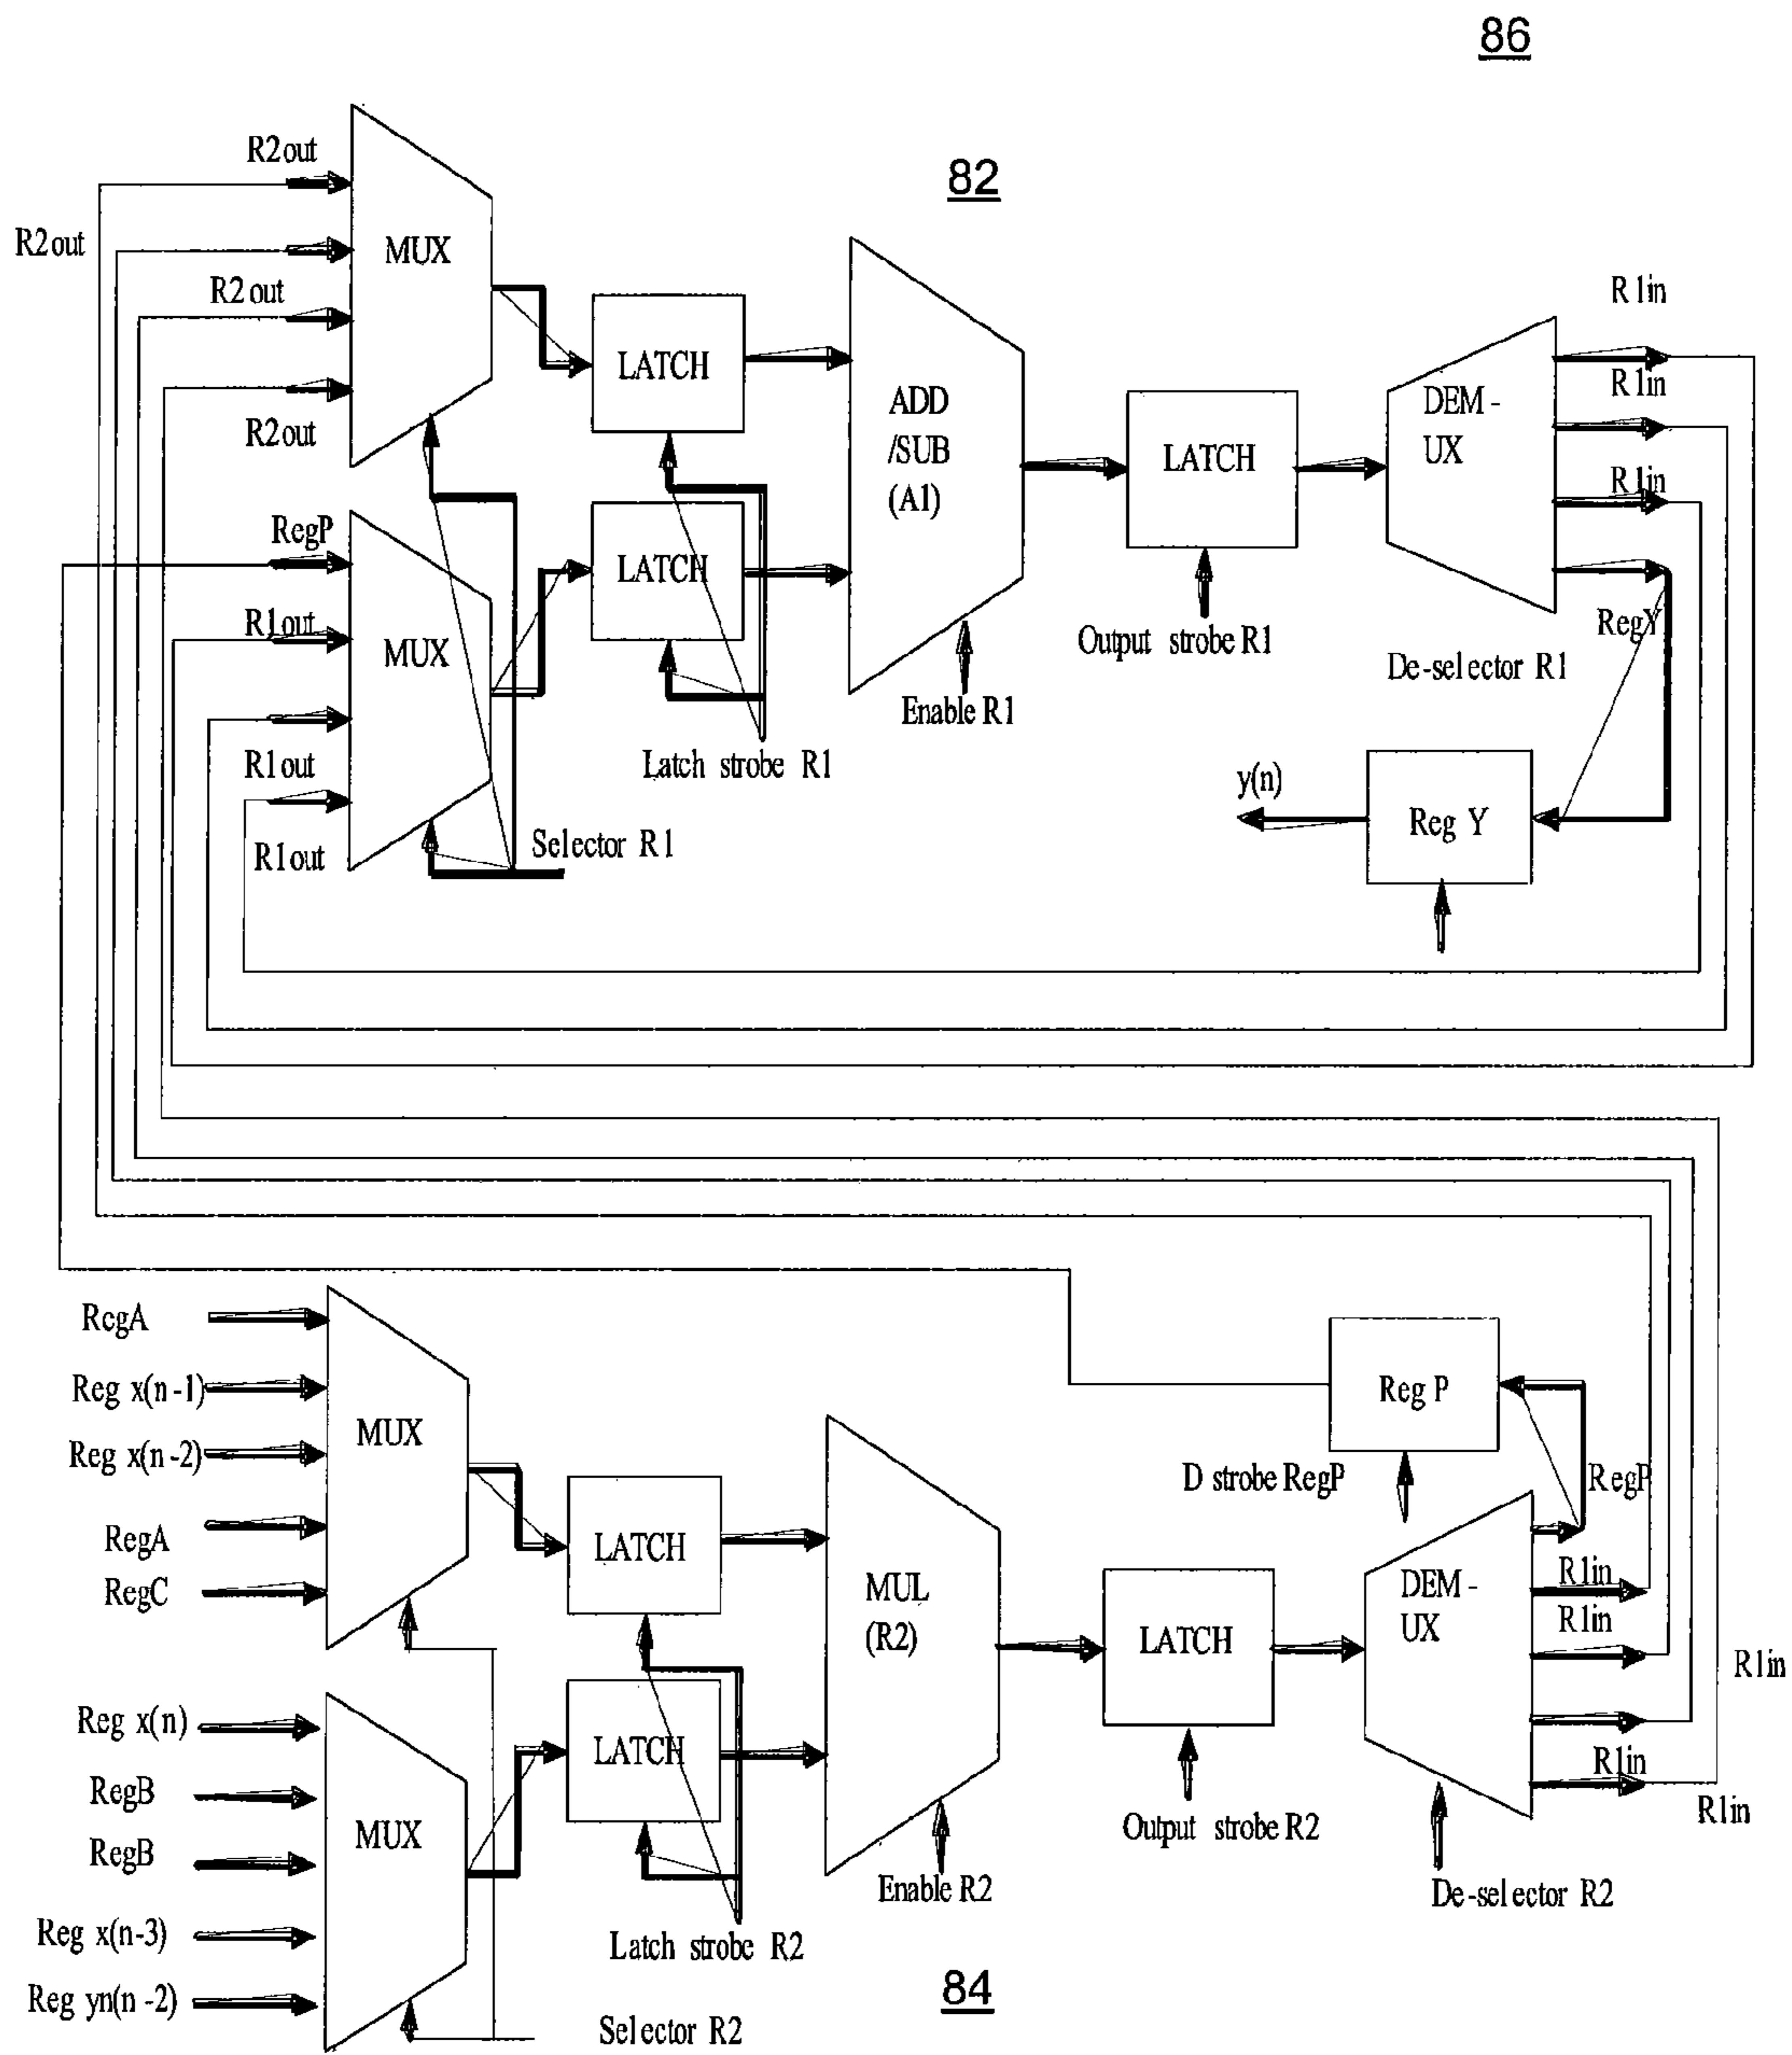 86
R2out
82
R2out
MUX
R2out
R1in
LATCH
R1in
ADD
/SUB
(A1)
DEM-
UX
R2out
LATCH
R1in
RegP
LATCH
R1out
MUX
Output strobe R1
RegY
De-selector R1
Enable R1
R1out
Latch strobe R1
y(n)
Reg Y
R1out
Selector R1
RegA
Reg x(n-1)
MUX
Reg x(n-2)
Reg P
D strobe RegP
RegP
RegA
LATCH
RegC
MUL
(R2)
LATCH
DEM-
UX
R1in
R1in
R1in
Reg x(n)
LATCH
RegB
MUX
RegB
R1in
Output strobe R2
R1in
Enable R2
De-selector R2
Reg x(n-3)
Latch strobe R2
Reg yn(n-2)
84
Selector R2